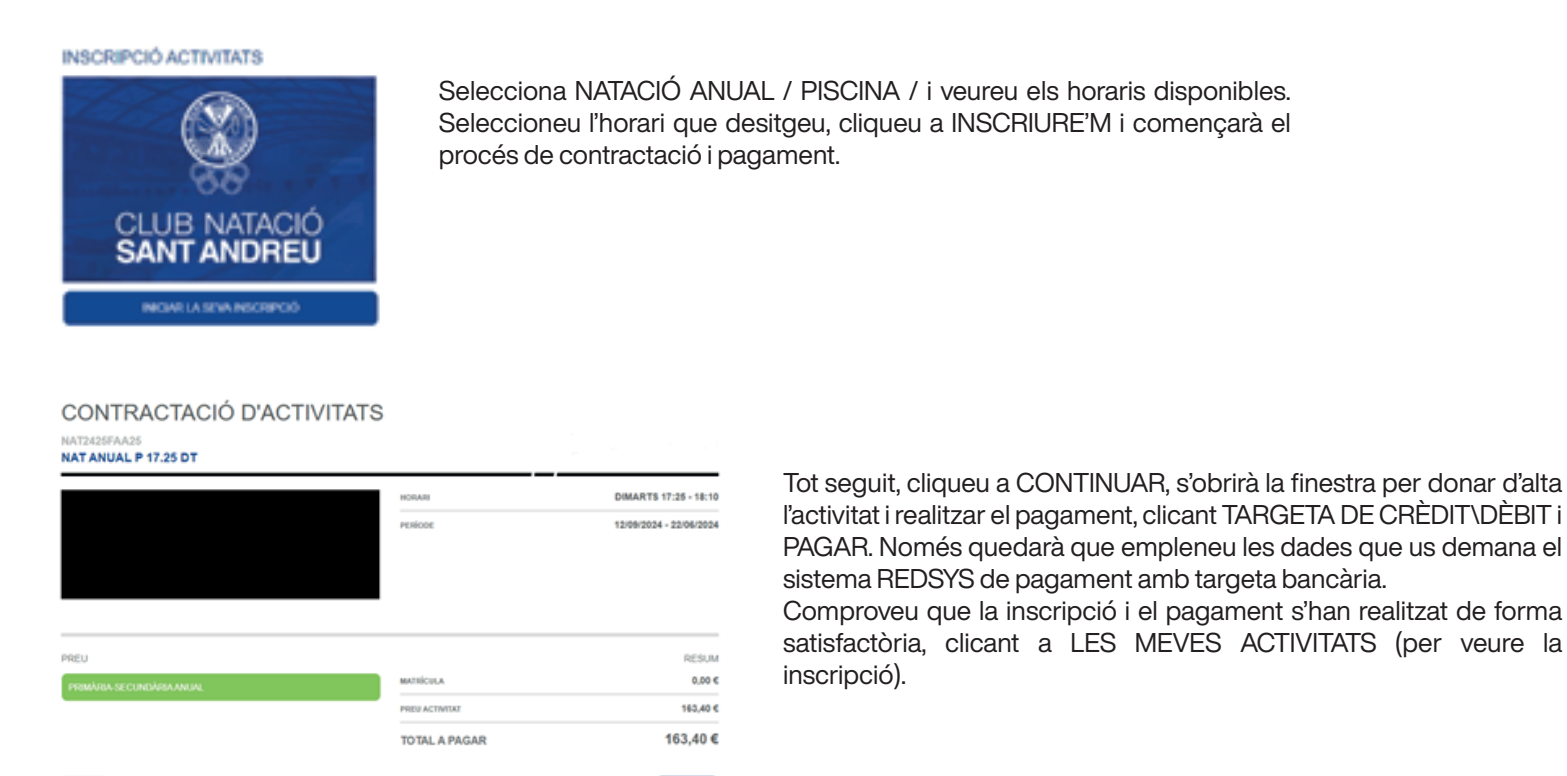 INSCRIPCIÓ ACTIVITATS
CLUB NATACIÓ
SANT ANDREU
INICIAR LA SEVA INSCRIPCIÓ
Selecciona NATACIÓ ANUAL / PISCINA / i veureu els horaris disponibles.
Seleccioneu l’horari que desitgeu, cliqueu a INSCRIURE’M i començarà el
procés de contractació i pagament.
CONTRACTACIÓ D'ACTIVITATS
NAT2425FAA25
NAT ANUAL P 17.25 DT
HORARI DIMARTS 17:25 - 18:10
PERÍODE 12/09/2024 - 22/06/2024
PREU RESUM
PRIMÀRIA-SECUNDÀRIA ANUAL
MATRÍCULA 0,00 €
PREU ACTIVITAT 163,40 €
TOTAL A PAGAR 163,40 €
Tot seguit, cliqueu a CONTINUAR, s’obrirà la finestra per donar d’alta
l’activitat i realitzar el pagament, clicant TARGETA DE CRÈDIT\DÈBIT i
PAGAR. Només quedarà que empleneu les dades que us demana el
sistema REDSYS de pagament amb targeta bancària.
Comproveu que la inscripció i el pagament s’han realitzat de forma
satisfactòria, clicant a LES MEVES ACTIVITATS (per veure la
inscripció).